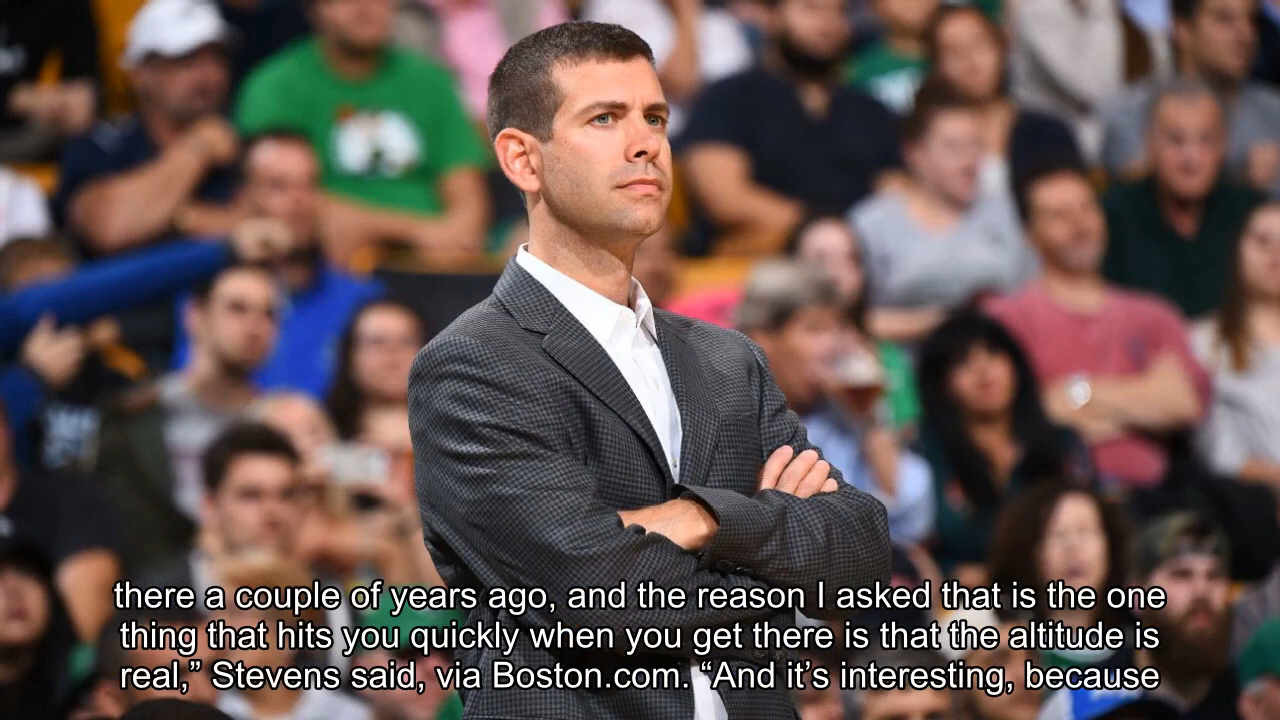 there a couple of years ago, and the reason I asked that is the one
thing that hits you quickly when you get there is that the altitude is
real,” Stevens said, via Boston.com. “And it’s interesting, because